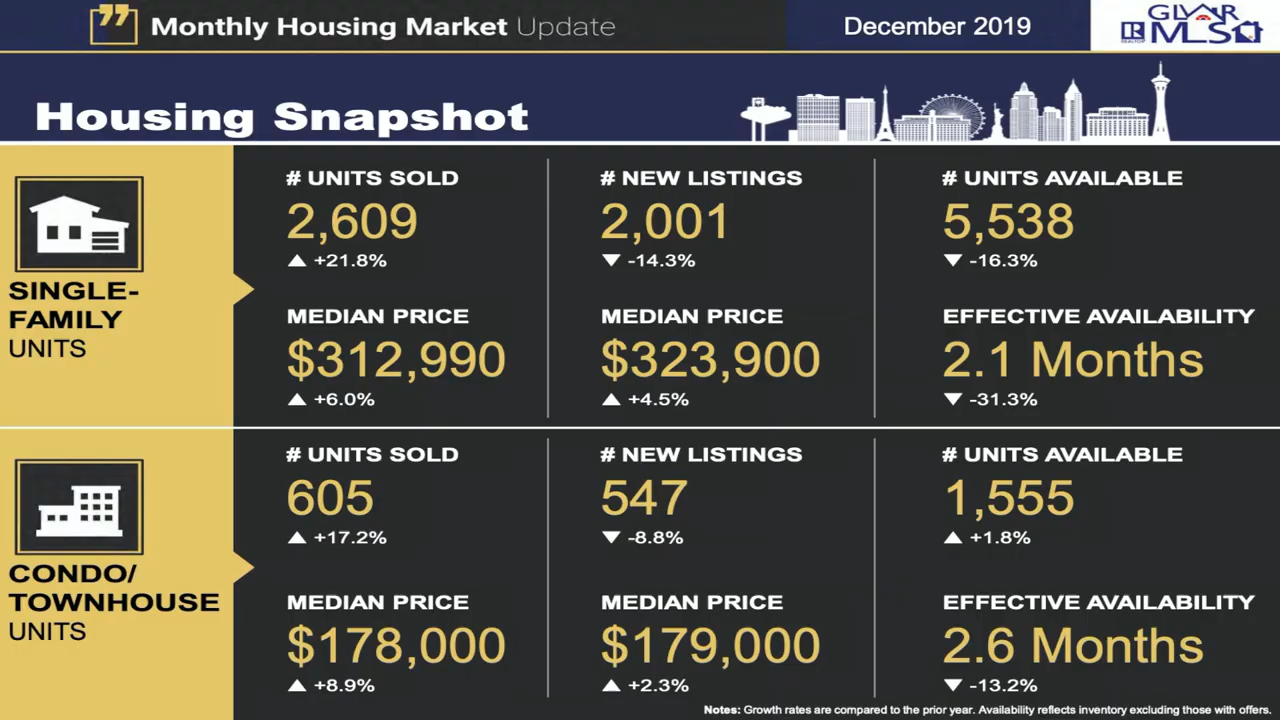 Monthly Housing Market Update
December 2019
GLVAR
MLS
Housing Snapshot
SINGLE-
FAMILY
UNITS
# UNITS SOLD
2,609
▲ +21.8%
MEDIAN PRICE
$312,990
▲ +6.0%
# NEW LISTINGS
2,001
▼ -14.3%
MEDIAN PRICE
$323,900
▲ +4.5%
# UNITS AVAILABLE
5,538
▼ -16.3%
EFFECTIVE AVAILABILITY
2.1 Months
▼ -31.3%
CONDO/
TOWNHOUSE
UNITS
# UNITS SOLD
605
▲ +17.2%
MEDIAN PRICE
$178,000
▲ +8.9%
# NEW LISTINGS
547
▼ -8.8%
MEDIAN PRICE
$179,000
▲ +2.3%
# UNITS AVAILABLE
1,555
▲ +1.8%
EFFECTIVE AVAILABILITY
2.6 Months
▼ -13.2%
Notes: Growth rates are compared to the prior year. Availability reflects inventory excluding those with offers.